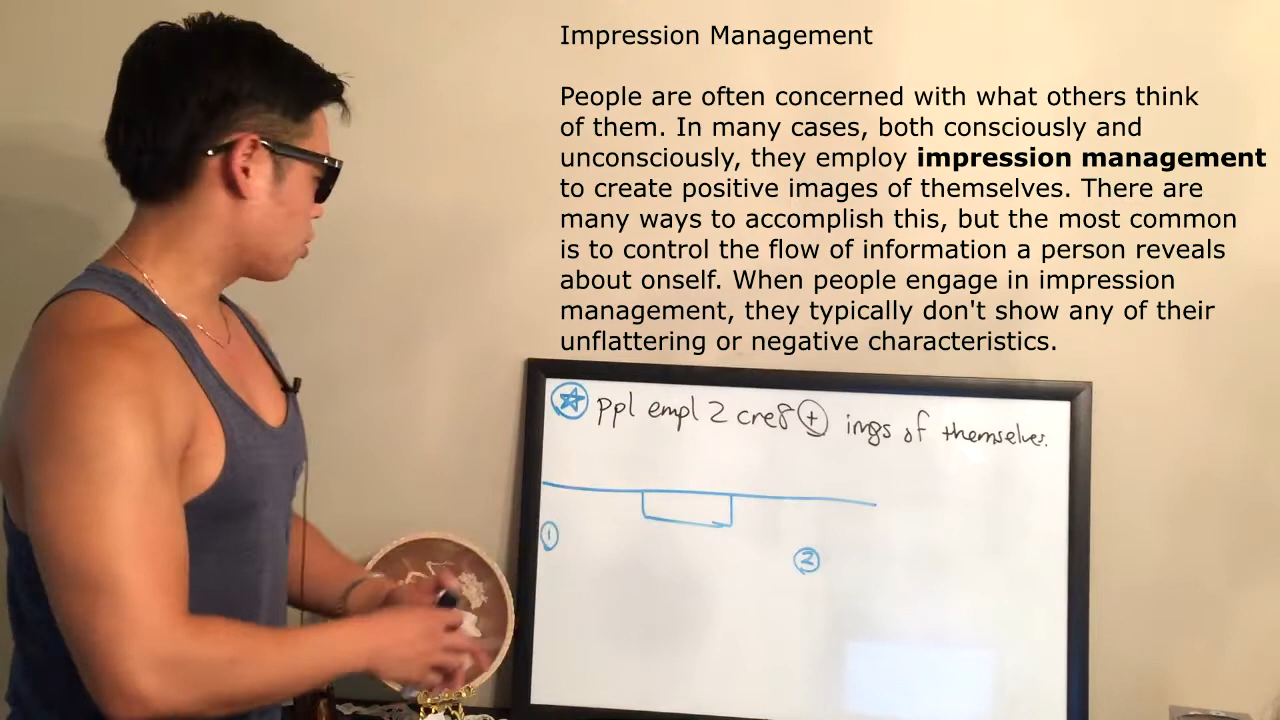 Impression Management
People are often concerned with what others think
of them. In many cases, both consciously and
unconsciously, they employ impression management
to create positive images of themselves. There are
many ways to accomplish this, but the most common
is to control the flow of information a person reveals
about onself. When people engage in impression
management, they typically don't show any of their
unflattering or negative characteristics.
ppl empl 2 cre8 + imgs of themselves.
1
2